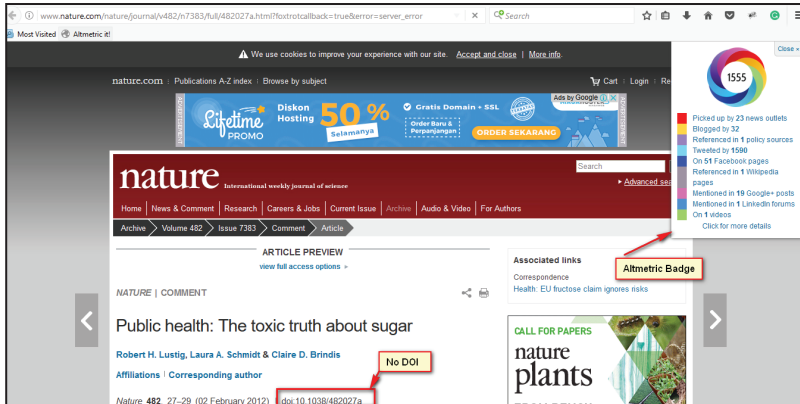 www.nature.com/nature/journal/v482/n7383/full/482027a.html?foxtrotcallback=true&error=server_error
Search
Most Visited Altmetric it!
We use cookies to improve your experience with our site. Accept and close | More info.
Close »
nature.com Publications A-Z index Browse by subject
Cart Login Re
1555
Picked up by 23 news outlets
Blogged by 32
Referenced in 1 policy sources
Tweeted by 1590
On 51 Facebook pages
Referenced in 1 Wikipedia
pages
Mentioned in 19 Google+ posts
Mentioned in 1 LinkedIn forums
On 1 videos
Click for more details
ADVERTISEMENT
Lifetime
PROMO
Diskon
Hosting
50 %
Selamanya
Gratis Domain + SSL
Order Baru &
Perpanjangan
ORDER SEKARANG
Ads by Google
ADVERTISEMENT
nature International weekly journal of science
Search
Advanced sea
Home News & Comment Research Careers & Jobs Current Issue Archive Audio & Video For Authors
Archive Volume 482 Issue 7383 Comment Article
ARTICLE PREVIEW
view full access options »
NATURE | COMMENT
Public health: The toxic truth about sugar
Robert H. Lustig, Laura A. Schmidt & Claire D. Brindis
Affiliations | Corresponding author
Nature 482, 27–29 (02 February 2012) doi:10.1038/482027a
No DOI
Associated links
Correspondence
Health: EU fructose claim ignores risks
Altmetric Badge
CALL FOR PAPERS
nature
plants